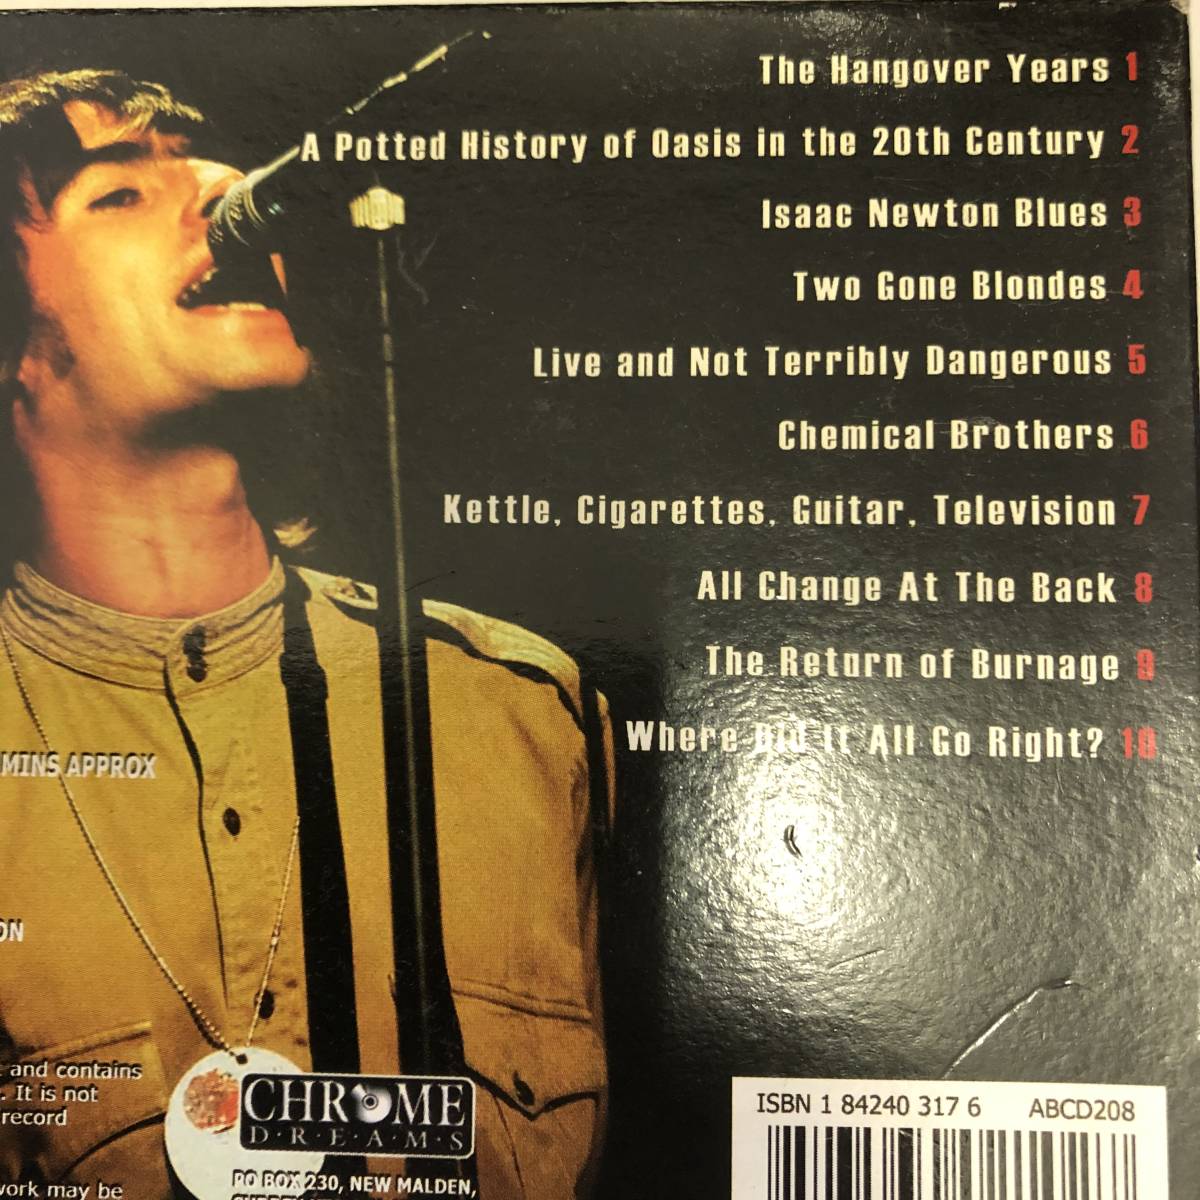 The Hangover Years 1
A Potted History of Oasis in the 20th Century 2
Isaac Newton Blues 3
Two Gone Blondes 4
Live and Not Terribly Dangerous 5
Chemical Brothers 6
Kettle, Cigarettes, Guitar, Television 7
All Change At The Back 8
The Return of Burnage 9
Where Did It All Go Right? 10
MINS APPROX
ON
and contains
. It is not
record
work may be
CHROME
D·R·E·A·M·S
PO BOX 230, NEW MALDEN,
ISBN 1 84240 317 6 ABCD208